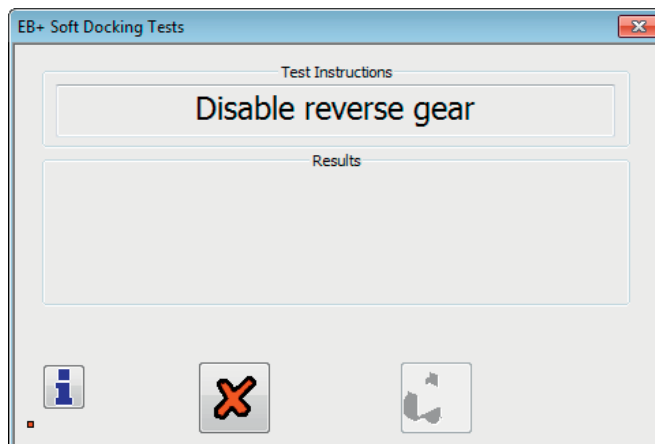 EB+ Soft Docking Tests
Test Instructions
Disable reverse gear
Results